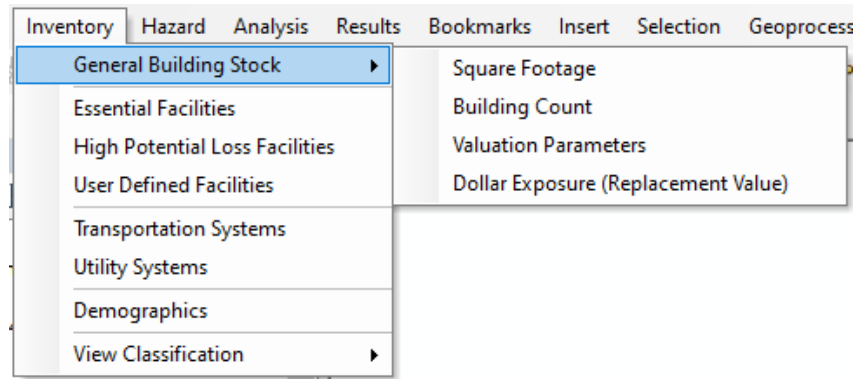 Inventory Hazard Analysis Results Bookmarks Insert Selection Geoprocess
General Building Stock
Essential Facilities
High Potential Loss Facilities
User Defined Facilities
Transportation Systems
Utility Systems
Demographics
View Classification
Square Footage
Building Count
Valuation Parameters
Dollar Exposure (Replacement Value)